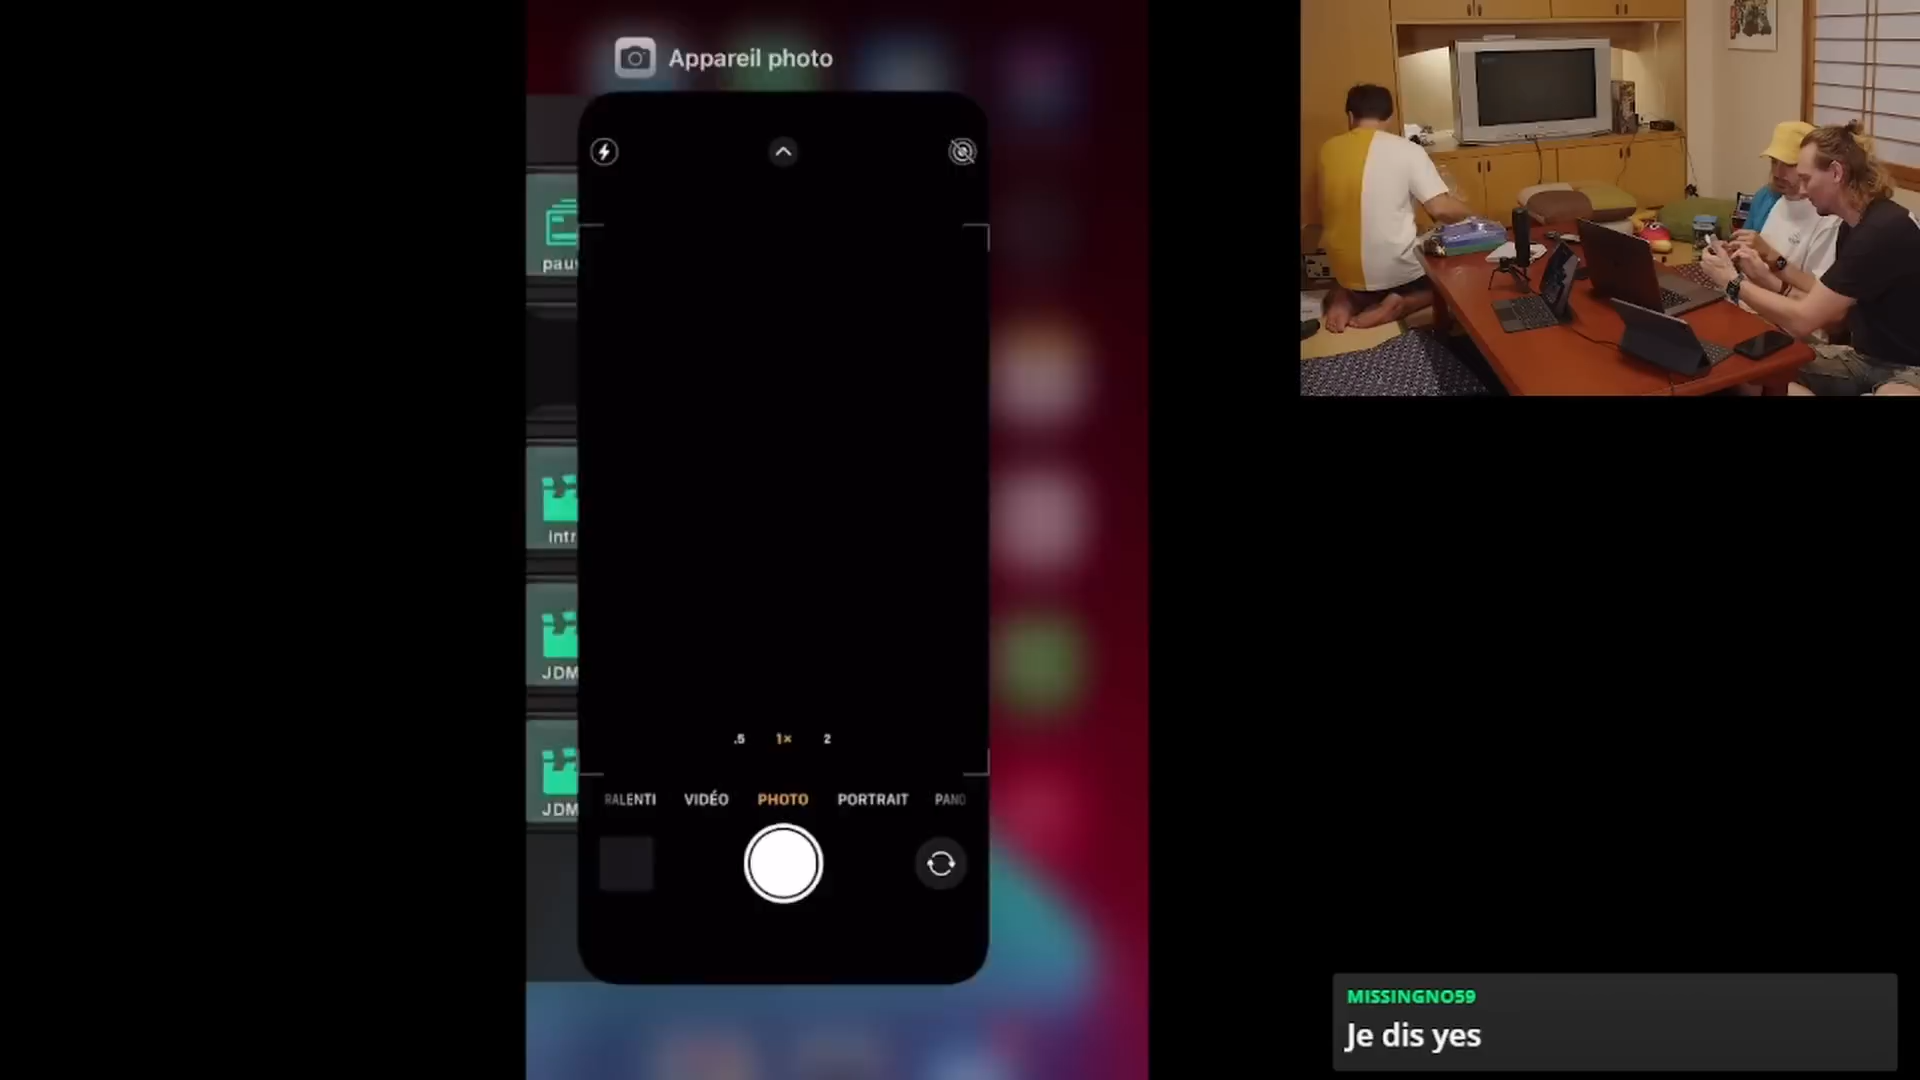 Appareil photo
pau
intr
JDM
JDM
.5 1× 2
RALENTI VIDÉO PHOTO PORTRAIT PANO
MISSINGNO59
Je dis yes